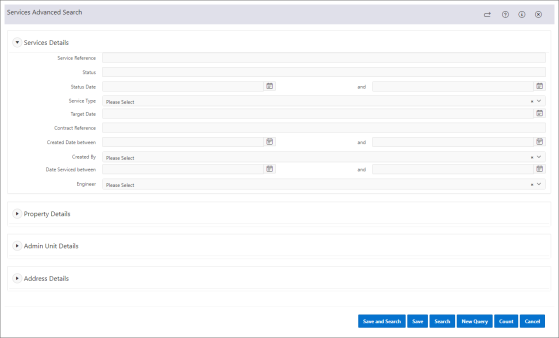 Services Advanced Search
Services Details
Service Reference
Status
Status Date and
Service Type Please Select
Target Date
Contract Reference
Created Date between and
Created By Please Select
Date Serviced between and
Engineer Please Select
Property Details
Admin Unit Details
Address Details
Save and Search Save Search New Query Count Cancel